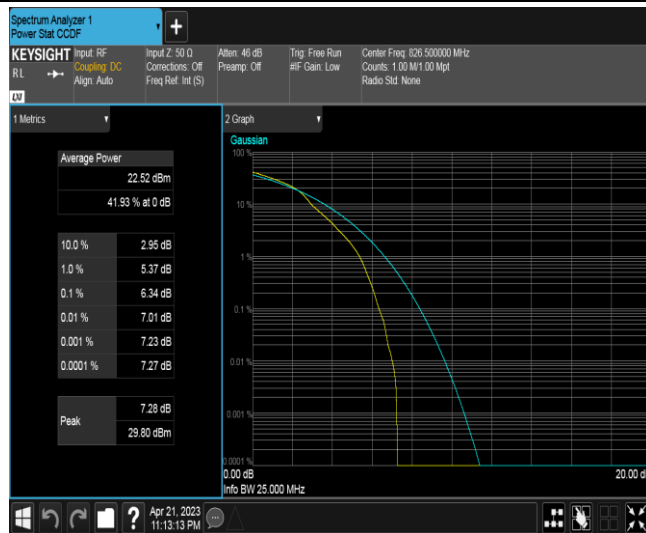 Spectrum Analyzer 1
Power Stat CCDF
KEYSIGHT
RL
Input: RF
Coupling: DC
Align: Auto
Input Z: 50 Ω
Corrections: Off
Freq Ref: Int (S)
Atten: 46 dB
Preamp: Off
Trig: Free Run
#IF Gain: Low
Center Freq: 826.500000 MHz
Counts: 1.00 M/1.00 Mpt
Radio Std: None
1 Metrics
Average Power
22.52 dBm
41.93 % at 0 dB
10.0 % 2.95 dB
1.0 % 5.37 dB
0.1 % 6.34 dB
0.01 % 7.01 dB
0.001 % 7.23 dB
0.0001 % 7.27 dB
Peak
7.28 dB
29.80 dBm
2 Graph
Gaussian
100 %
10 %
1 %
0.1 %
0.01 %
0.001 %
0.0001 %
0.00 dB
20.00 d
Info BW 25.000 MHz
Apr 21, 2023
11:13:13 PM